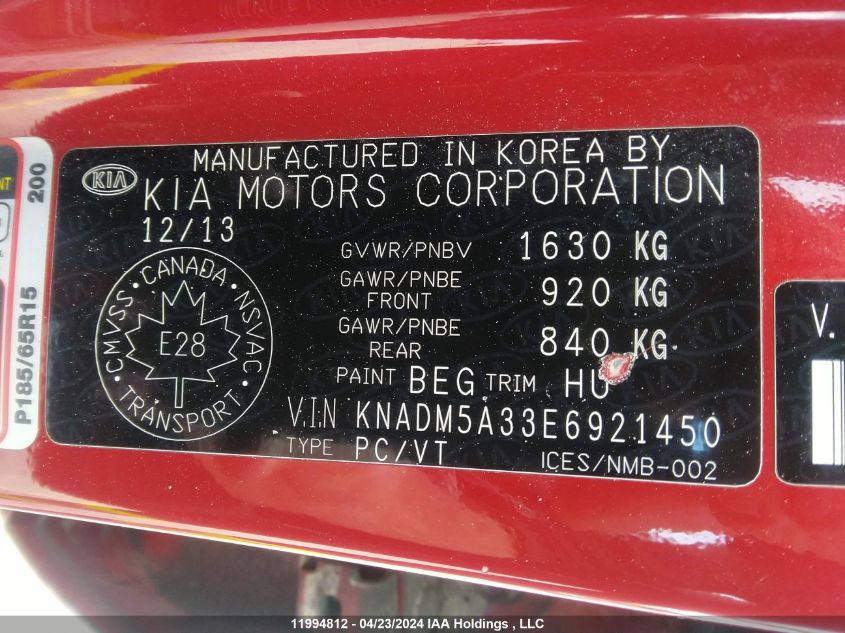 MANUFACTURED IN KOREA BY
KIA KIA MOTORS CORPORATION
12/13
GVWR/PNBV 1630 KG
GAWR/PNBE FRONT 920 KG
GAWR/PNBE REAR 840 KG
PAINT BEG TRIM HU
V.I.N KNADM5A33E6921450
TYPE PC/VT
ICES/NMB-002
CMVSS · CANADA · NSVAC
E28
TRANSPORT
P185/65R15
200
V.
11994812 - 04/23/2024 IAA Holdings , LLC